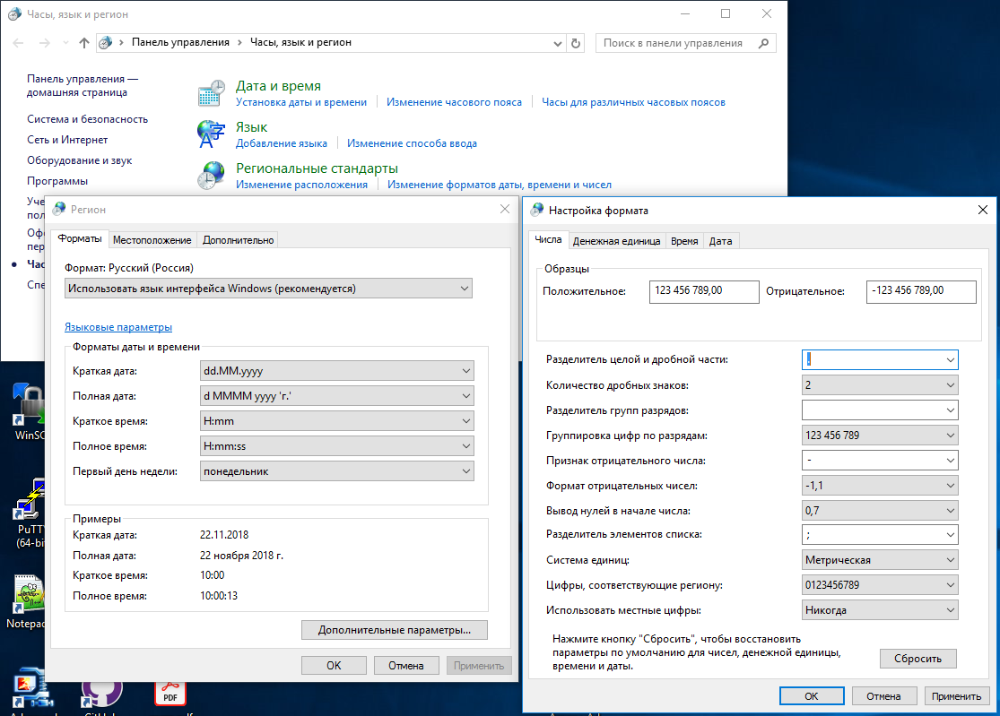 Часы, язык и регион
Панель управления › Часы, язык и регион
Поиск в панели управления
Панель управления —
домашняя страница
Система и безопасность
Сеть и Интернет
Оборудование и звук
Программы
Дата и время
Установка даты и времени
Изменение часового пояса
Часы для различных часовых поясов
Язык
Добавление языка
Изменение способа ввода
Региональные стандарты
Изменение расположения
Изменение форматов даты, времени и чисел
Уче
пол
Оф
пер
Час
Спе
Регион
Форматы Местоположение Дополнительно
Формат: Русский (Россия)
Использовать язык интерфейса Windows (рекомендуется)
Языковые параметры
Форматы даты и времени
Краткая дата: dd.MM.yyyy
Полная дата: d MMMM yyyy 'г.'
Краткое время: H:mm
Полное время: H:mm:ss
Первый день недели: понедельник
Примеры
Краткая дата: 22.11.2018
Полная дата: 22 ноября 2018 г.
Краткое время: 10:00
Полное время: 10:00:13
Дополнительные параметры...
OK Отмена Применить
Настройка формата
Числа Денежная единица Время Дата
Образцы
Положительное: 123 456 789,00 Отрицательное: -123 456 789,00
Разделитель целой и дробной части:
Количество дробных знаков: 2
Разделитель групп разрядов:
Группировка цифр по разрядам: 123 456 789
Признак отрицательного числа: -
Формат отрицательных чисел: -1,1
Вывод нулей в начале числа: 0,7
Разделитель элементов списка: ;
Система единиц: Метрическая
Цифры, соответствующие региону: 0123456789
Использовать местные цифры: Никогда
Нажмите кнопку "Сбросить", чтобы восстановить
параметры по умолчанию для чисел, денежной единицы,
времени и даты.
Сбросить
OK Отмена Применить
WinSC
PuTT
(64-bi
Notepad
PDF